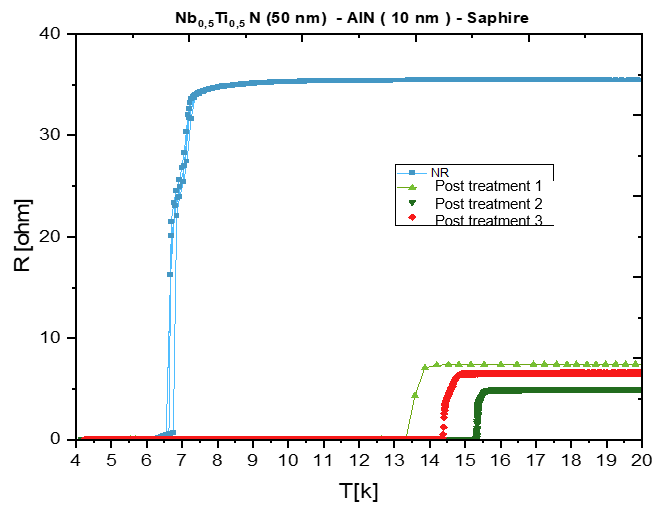 Nb0,5Ti0,5N (50 nm) - AlN ( 10 nm ) - Saphire
40
30
20
10
0
R [ohm]
NR
Post treatment 1
Post treatment 2
Post treatment 3
4 5 6 7 8 9 10 11 12 13 14 15 16 17 18 19 20
T[k]